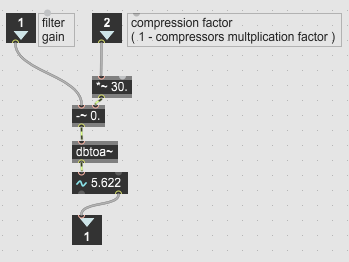 1
filter
gain
2
compression factor
( 1 - compressors multplication factor )
*~ 30.
-~ 0.
dbtoa~
5.622
1